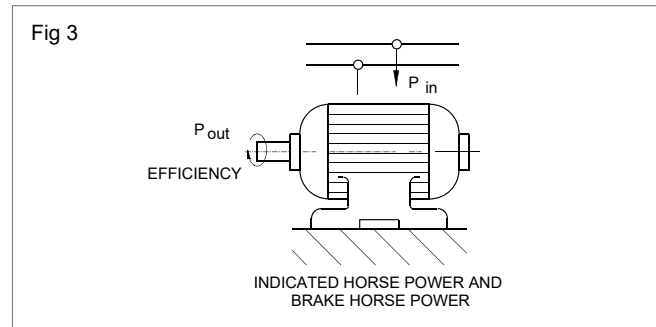 Fig 3
P in
P out
EFFICIENCY
INDICATED HORSE POWER AND
BRAKE HORSE POWER